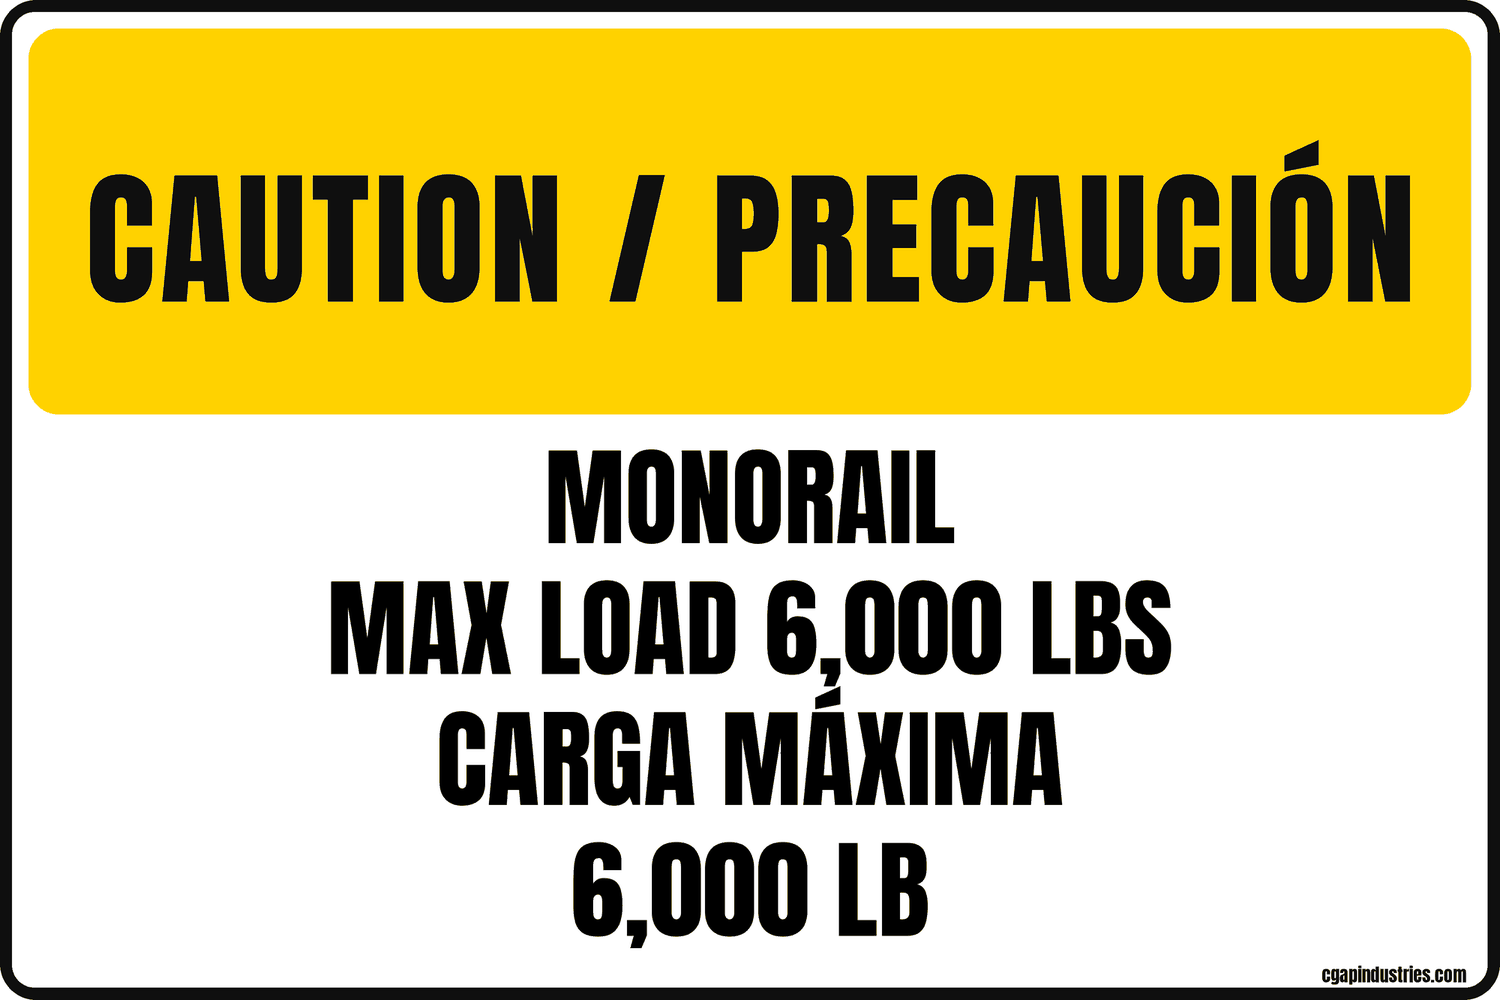 CAUTION / PRECAUCIÓN
MONORAIL
MAX LOAD 6,000 LBS
CARGA MÁXIMA
6,000 LB
cgapindustries.com